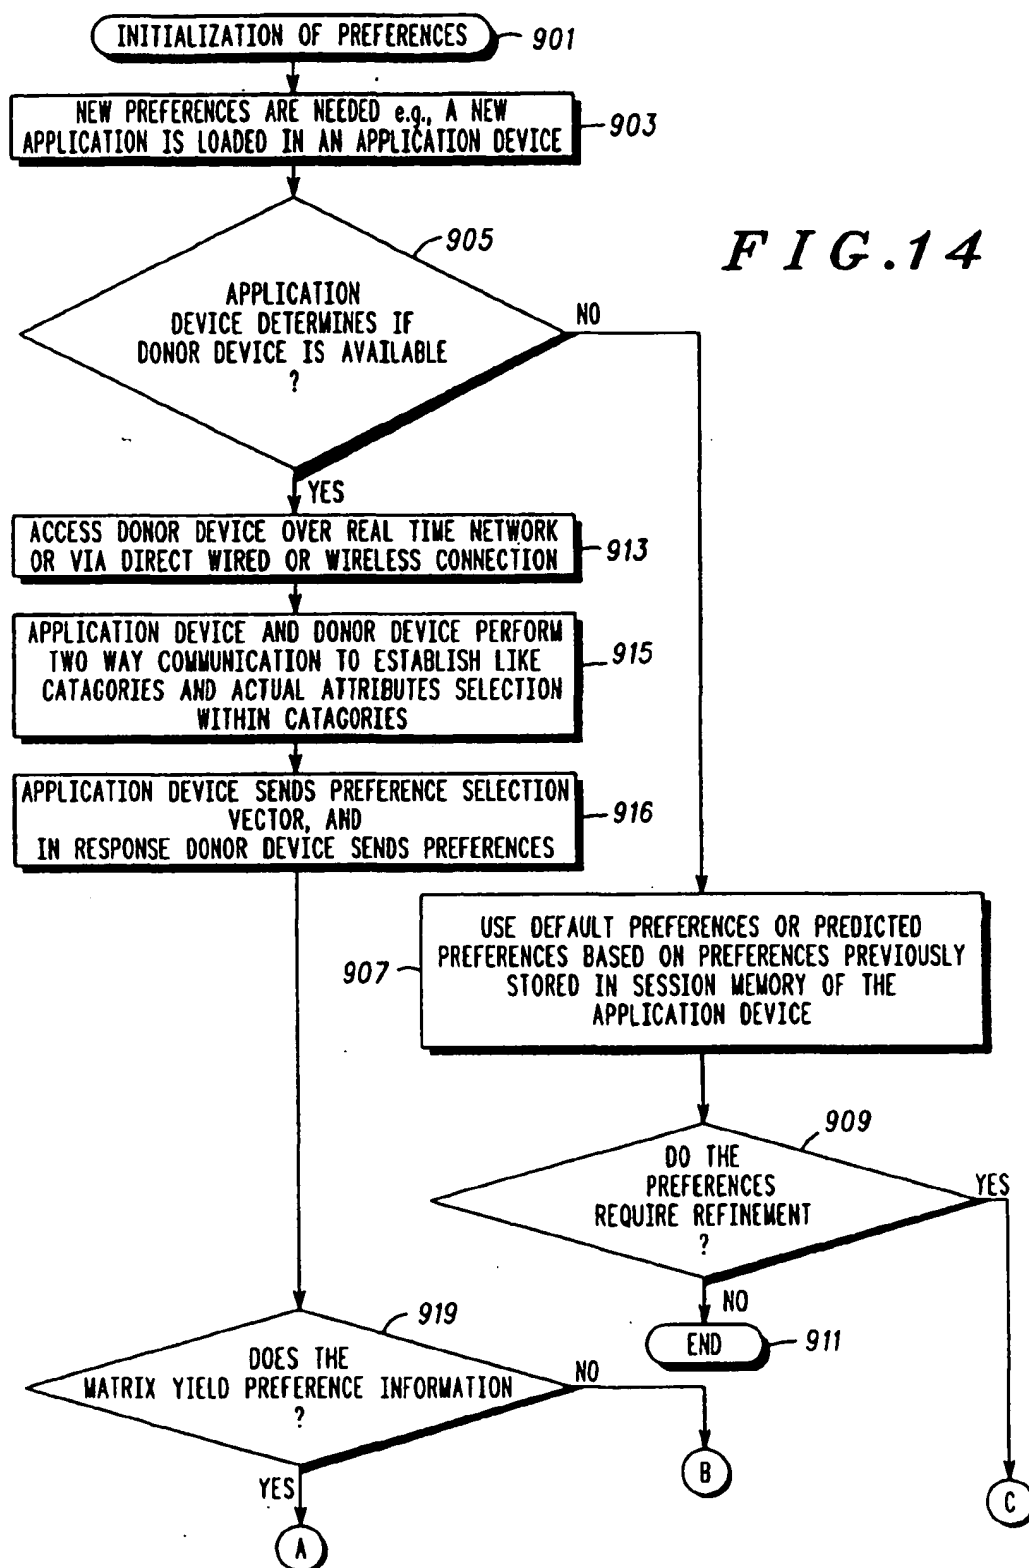 INITIALIZATION OF PREFERENCES
901
NEW PREFERENCES ARE NEEDED e.g., A NEW
APPLICATION IS LOADED IN AN APPLICATION DEVICE
903
FIG.14
905
APPLICATION
DEVICE DETERMINES IF
DONOR DEVICE IS AVAILABLE
?
NO
YES
ACCESS DONOR DEVICE OVER REAL TIME NETWORK
OR VIA DIRECT WIRED OR WIRELESS CONNECTION
913
APPLICATION DEVICE AND DONOR DEVICE PERFORM
TWO WAY COMMUNICATION TO ESTABLISH LIKE
CATAGORIES AND ACTUAL ATTRIBUTES SELECTION
WITHIN CATAGORIES
915
APPLICATION DEVICE SENDS PREFERENCE SELECTION
VECTOR, AND
IN RESPONSE DONOR DEVICE SENDS PREFERENCES
916
USE DEFAULT PREFERENCES OR PREDICTED
PREFERENCES BASED ON PREFERENCES PREVIOUSLY
STORED IN SESSION MEMORY OF THE
APPLICATION DEVICE
907
909
DO THE
PREFERENCES
REQUIRE REFINEMENT
?
YES
NO
END
911
919
DOES THE
MATRIX YIELD PREFERENCE INFORMATION
?
NO
YES
B
C
A